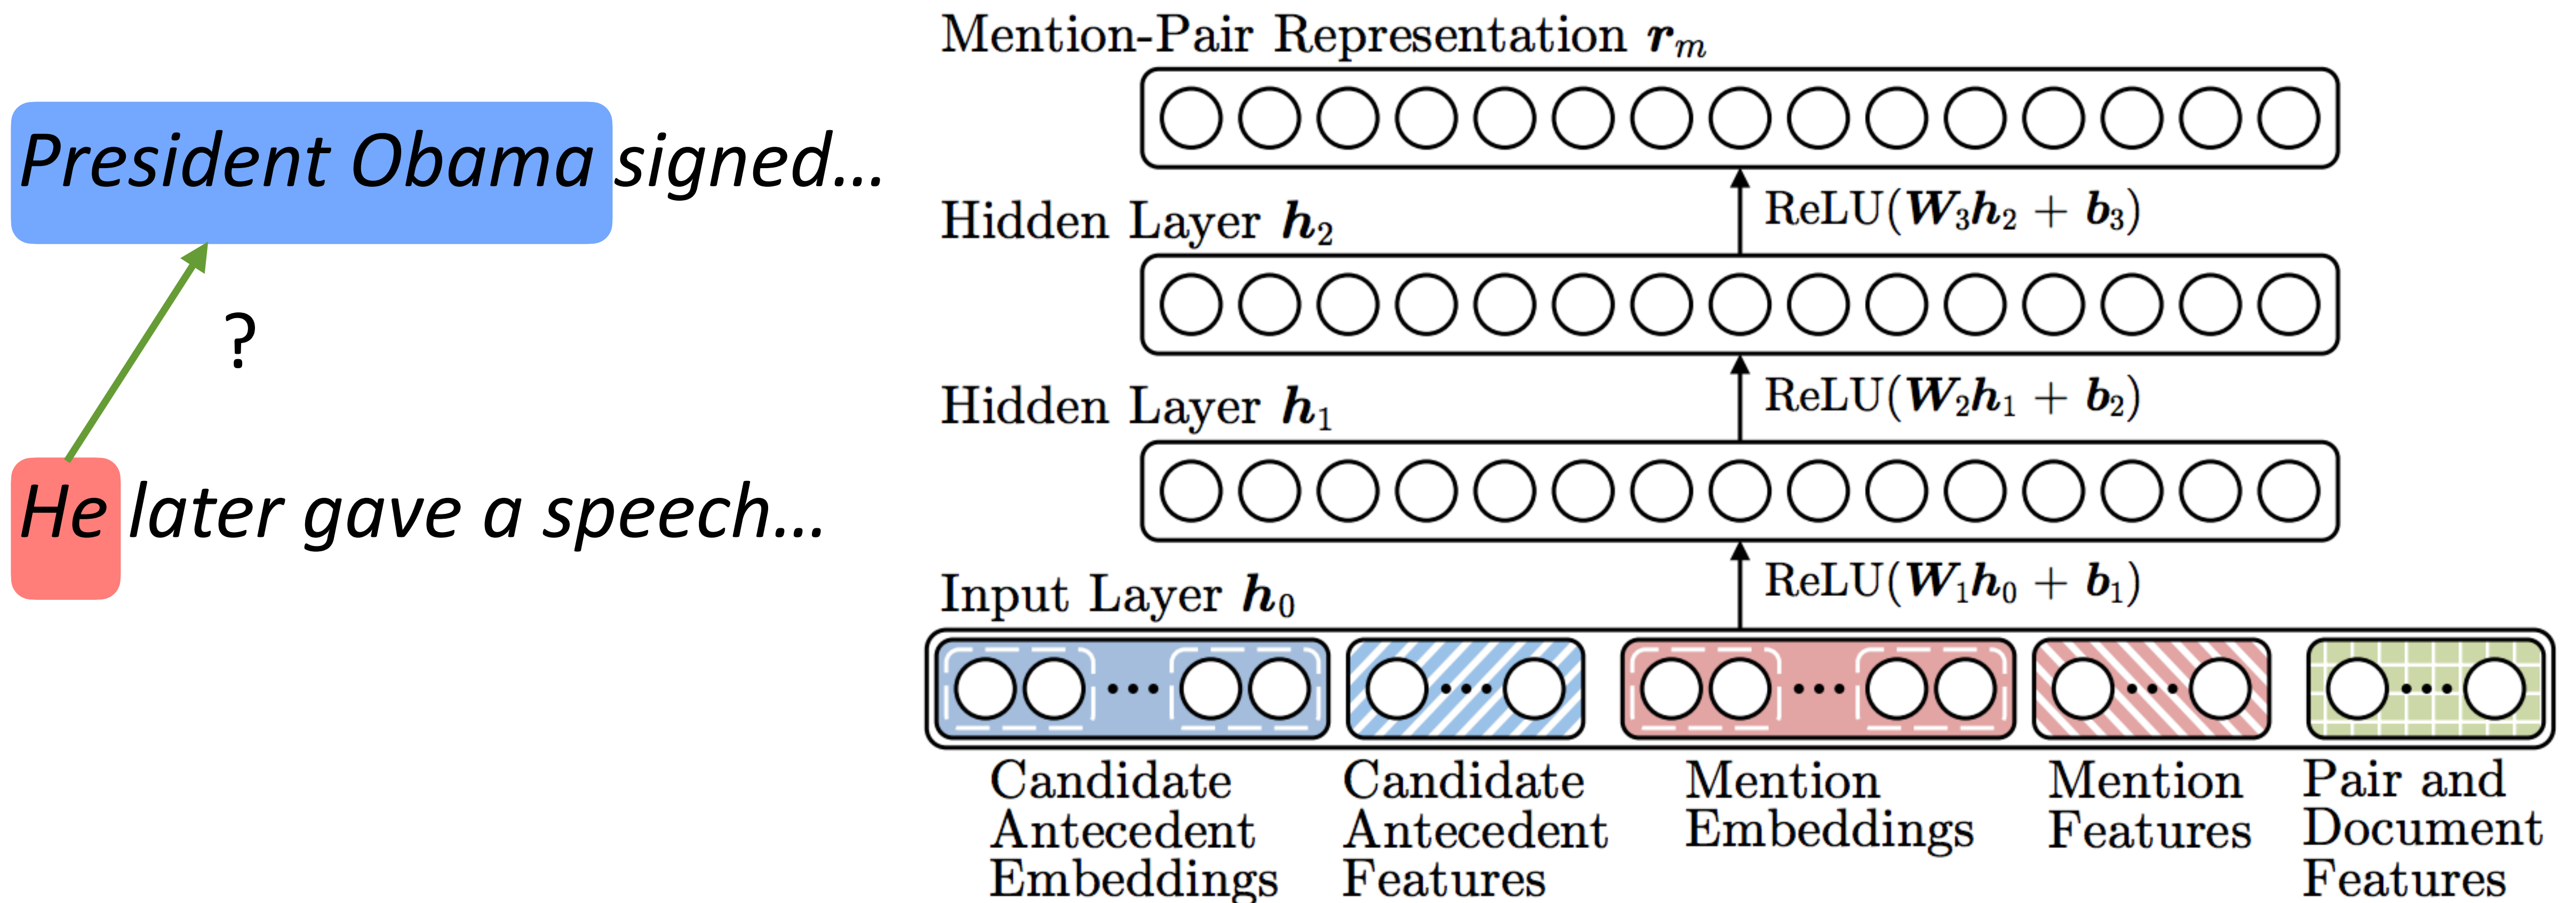 President Obama signed...
?
He later gave a speech...
Mention-Pair Representation r_m
ReLU(W_3h_2 + b_3)
Hidden Layer h_2
ReLU(W_2h_1 + b_2)
Hidden Layer h_1
ReLU(W_1h_0 + b_1)
Input Layer h_0
Candidate
Antecedent
Embeddings
Candidate
Antecedent
Features
Mention
Embeddings
Mention
Features
Pair and
Document
Features